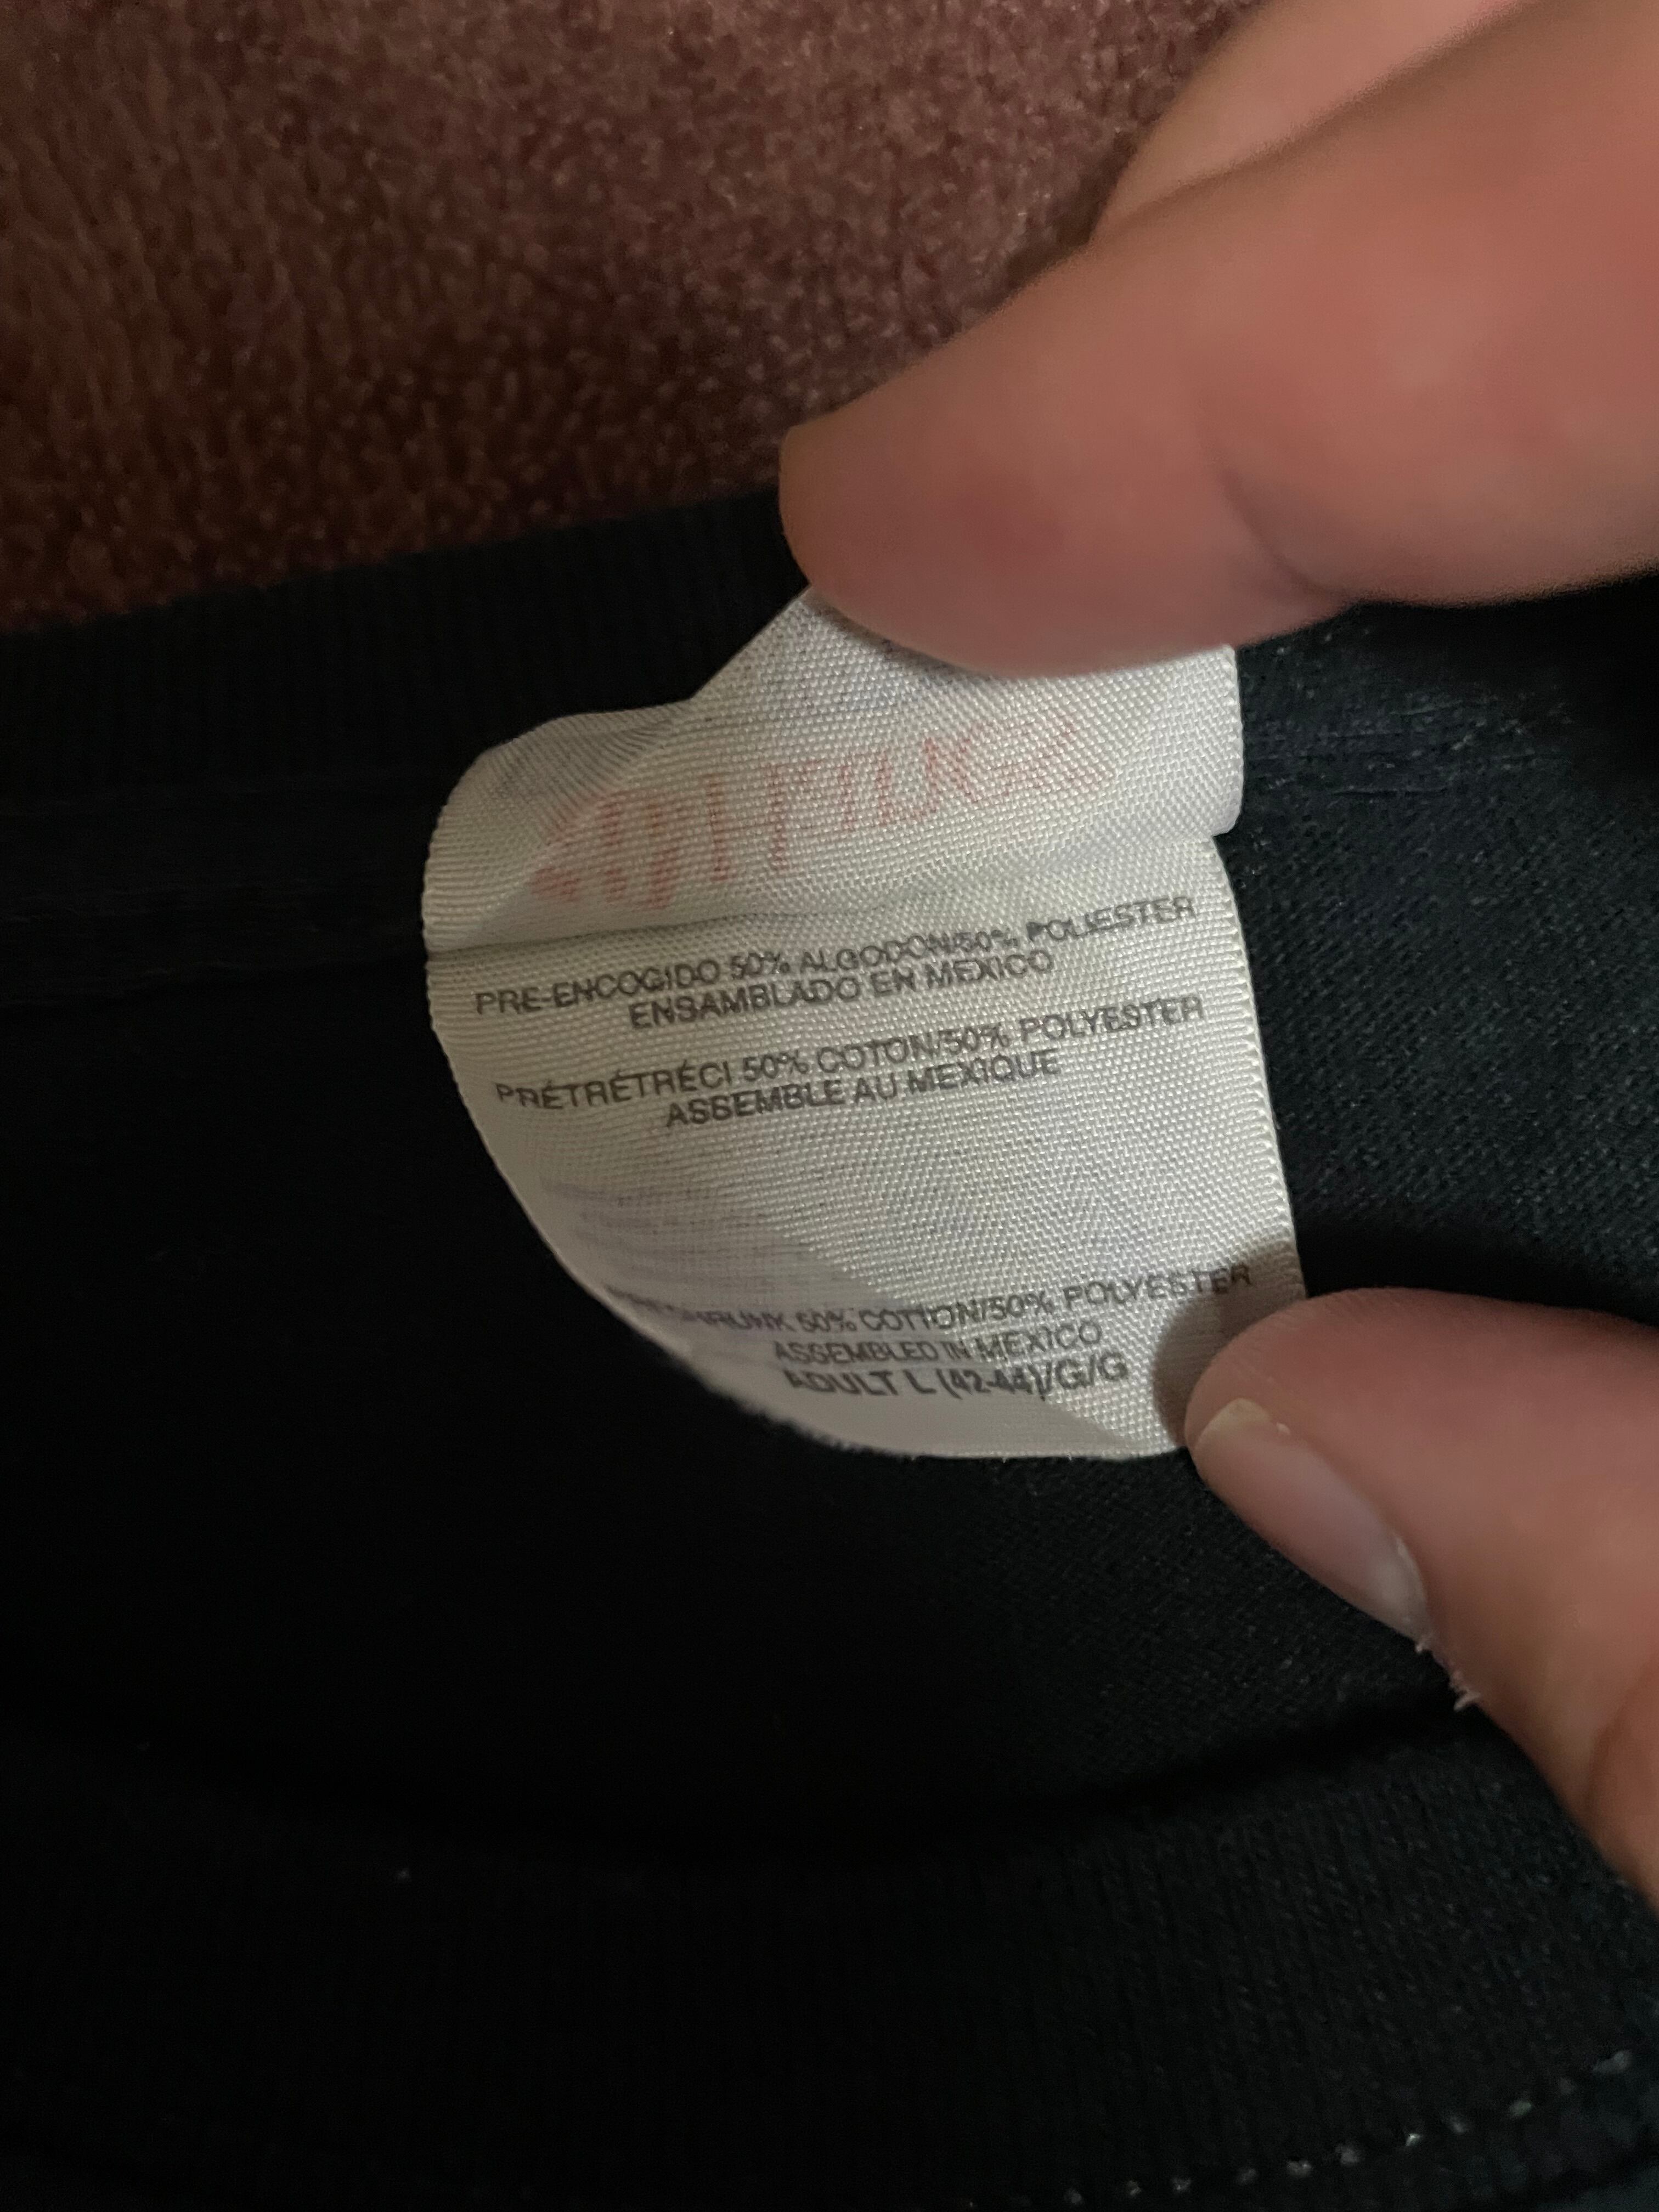 PRE-ENCOGIDO 50% ALGODON/50% POLIESTER
ENSAMBLADO EN MEXICO
PRÉTRÉTRÉCI 50% COTON/50% POLYESTER
ASSEMBLE AU MEXIQUE
50% COTTON/50% POLYESTER
ASSEMBLED IN MEXICO
ADULT L (42-44)/G/G